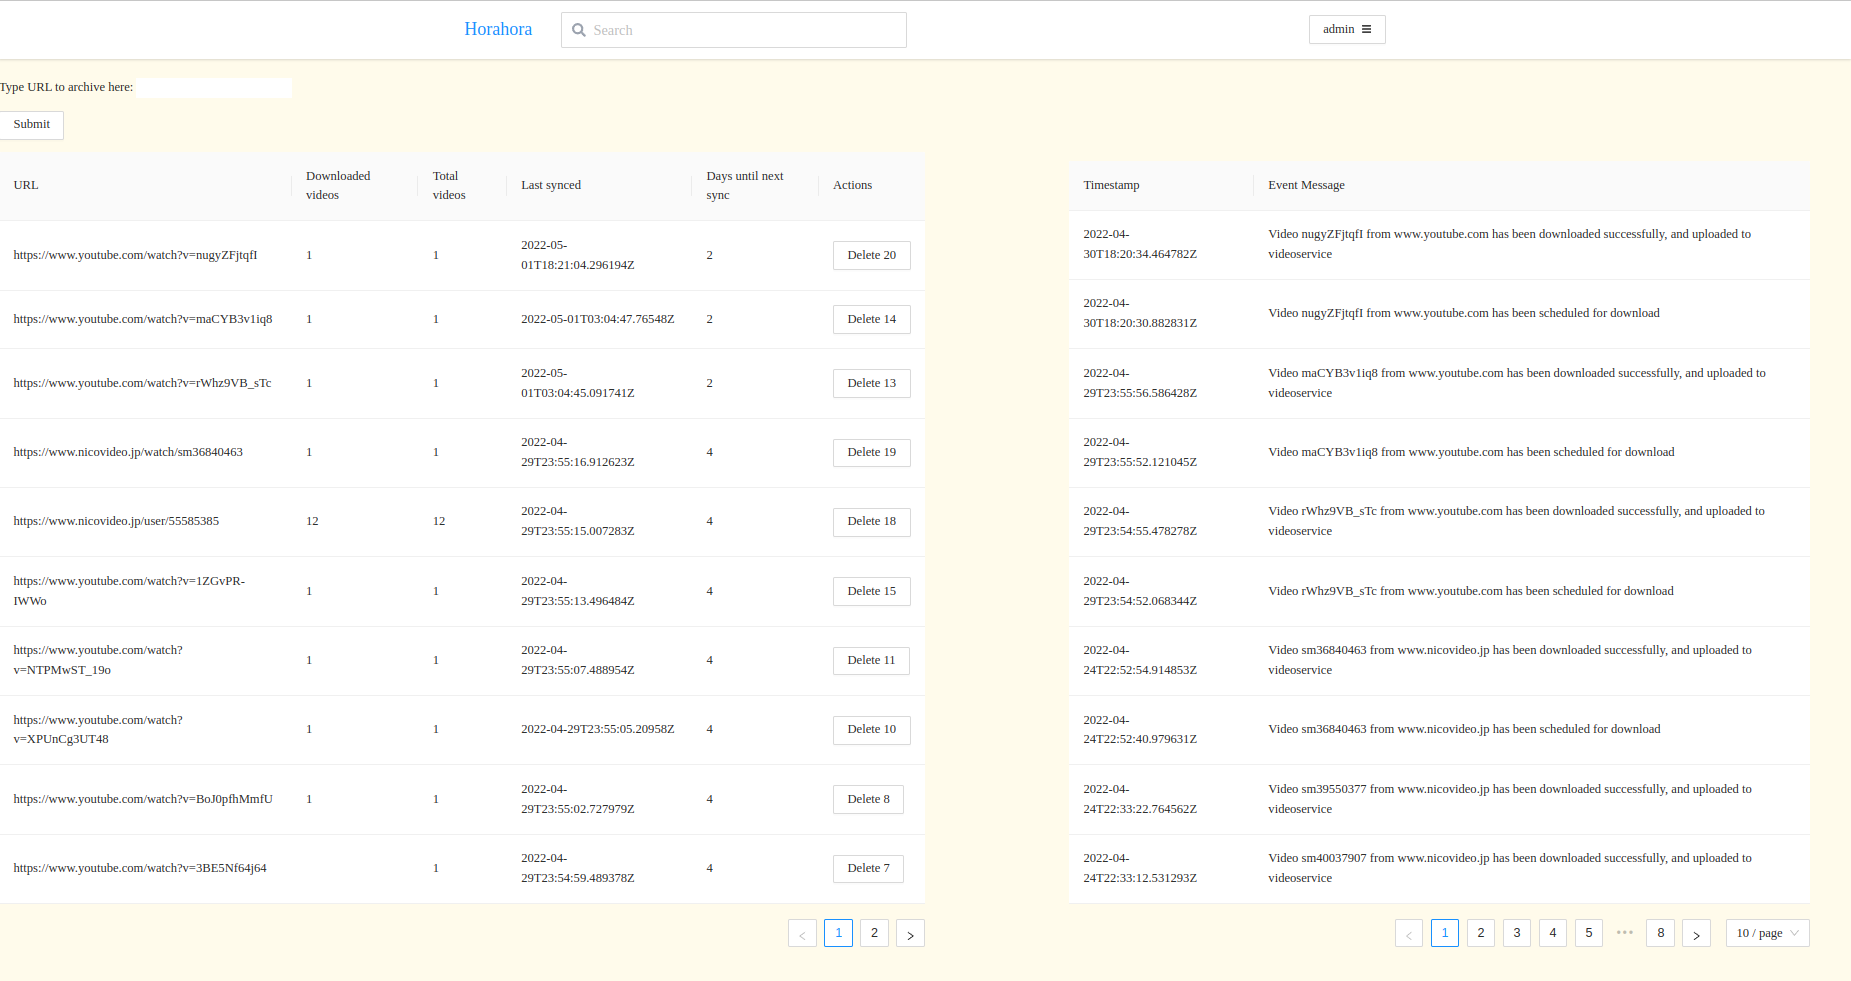 Horahora
Search
admin
Type URL to archive here:
Submit
URL
Downloaded
videos
Total
videos
Last synced
Days until next
sync
Actions
https://www.youtube.com/watch?v=nugyZFjtqfI
1
1
2022-05-
01T18:21:04.296194Z
2
Delete 20
https://www.youtube.com/watch?v=maCYB3v1iq8
1
1
2022-05-01T03:04:47.76548Z
2
Delete 14
https://www.youtube.com/watch?v=rWhz9VB_sTc
1
1
2022-05-
01T03:04:45.091741Z
2
Delete 13
https://www.nicovideo.jp/watch/sm36840463
1
1
2022-04-
29T23:55:16.912623Z
4
Delete 19
https://www.nicovideo.jp/user/55585385
12
12
2022-04-
29T23:55:15.007283Z
4
Delete 18
https://www.youtube.com/watch?v=1ZGvPR-
IWWo
1
1
2022-04-
29T23:55:13.496484Z
4
Delete 15
https://www.youtube.com/watch?
v=NTPMwST_19o
1
1
2022-04-
29T23:55:07.488954Z
4
Delete 11
https://www.youtube.com/watch?
v=XPUnCg3UT48
1
1
2022-04-29T23:55:05.20958Z
4
Delete 10
https://www.youtube.com/watch?v=BoJ0pfhMmfU
1
1
2022-04-
29T23:55:02.727979Z
4
Delete 8
https://www.youtube.com/watch?v=3BE5Nf64j64
1
2022-04-
29T23:54:59.489378Z
4
Delete 7
< 1 2 >
Timestamp
Event Message
2022-04-
30T18:20:34.464782Z
Video nugyZFjtqfI from www.youtube.com has been downloaded successfully, and uploaded to
videoservice
2022-04-
30T18:20:30.882831Z
Video nugyZFjtqfI from www.youtube.com has been scheduled for download
2022-04-
29T23:55:56.586428Z
Video maCYB3v1iq8 from www.youtube.com has been downloaded successfully, and uploaded to
videoservice
2022-04-
29T23:55:52.121045Z
Video maCYB3v1iq8 from www.youtube.com has been scheduled for download
2022-04-
29T23:54:55.478278Z
Video rWhz9VB_sTc from www.youtube.com has been downloaded successfully, and uploaded to
videoservice
2022-04-
29T23:54:52.068344Z
Video rWhz9VB_sTc from www.youtube.com has been scheduled for download
2022-04-
24T22:52:54.914853Z
Video sm36840463 from www.nicovideo.jp has been downloaded successfully, and uploaded to
videoservice
2022-04-
24T22:52:40.979631Z
Video sm36840463 from www.nicovideo.jp has been scheduled for download
2022-04-
24T22:33:22.764562Z
Video sm39550377 from www.nicovideo.jp has been downloaded successfully, and uploaded to
videoservice
2022-04-
24T22:33:12.531293Z
Video sm40037907 from www.nicovideo.jp has been downloaded successfully, and uploaded to
videoservice
< 1 2 3 4 5 ••• 8 > 10 / page